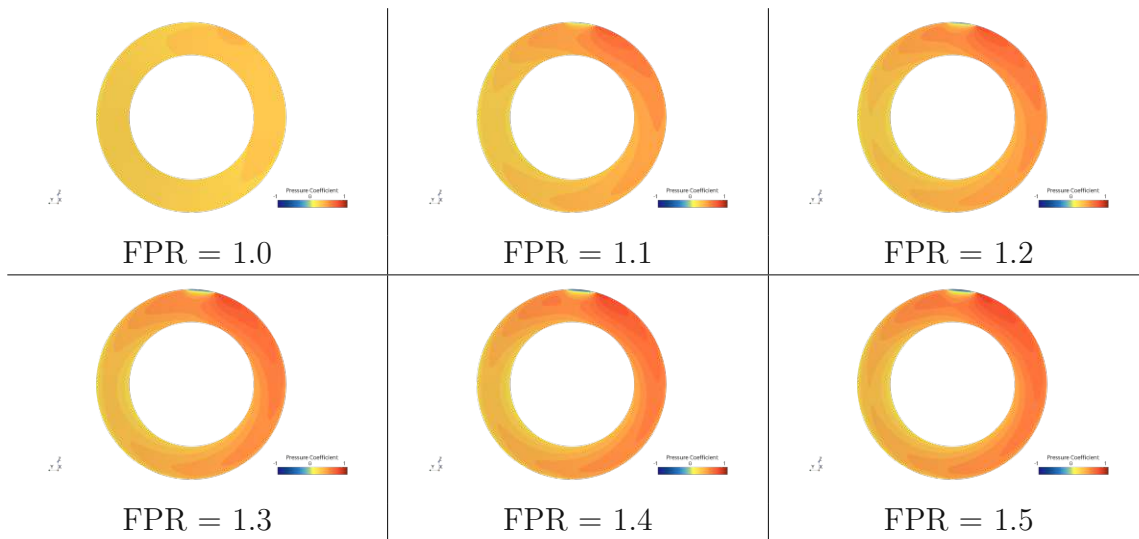 Pressure Coefficient
-1 0 1
Pressure Coefficient
-1 0 1
Pressure Coefficient
-1 0 1
FPR = 1.0
FPR = 1.1
FPR = 1.2
Pressure Coefficient
-1 0 1
Pressure Coefficient
-1 0 1
Pressure Coefficient
-1 0 1
FPR = 1.3
FPR = 1.4
FPR = 1.5